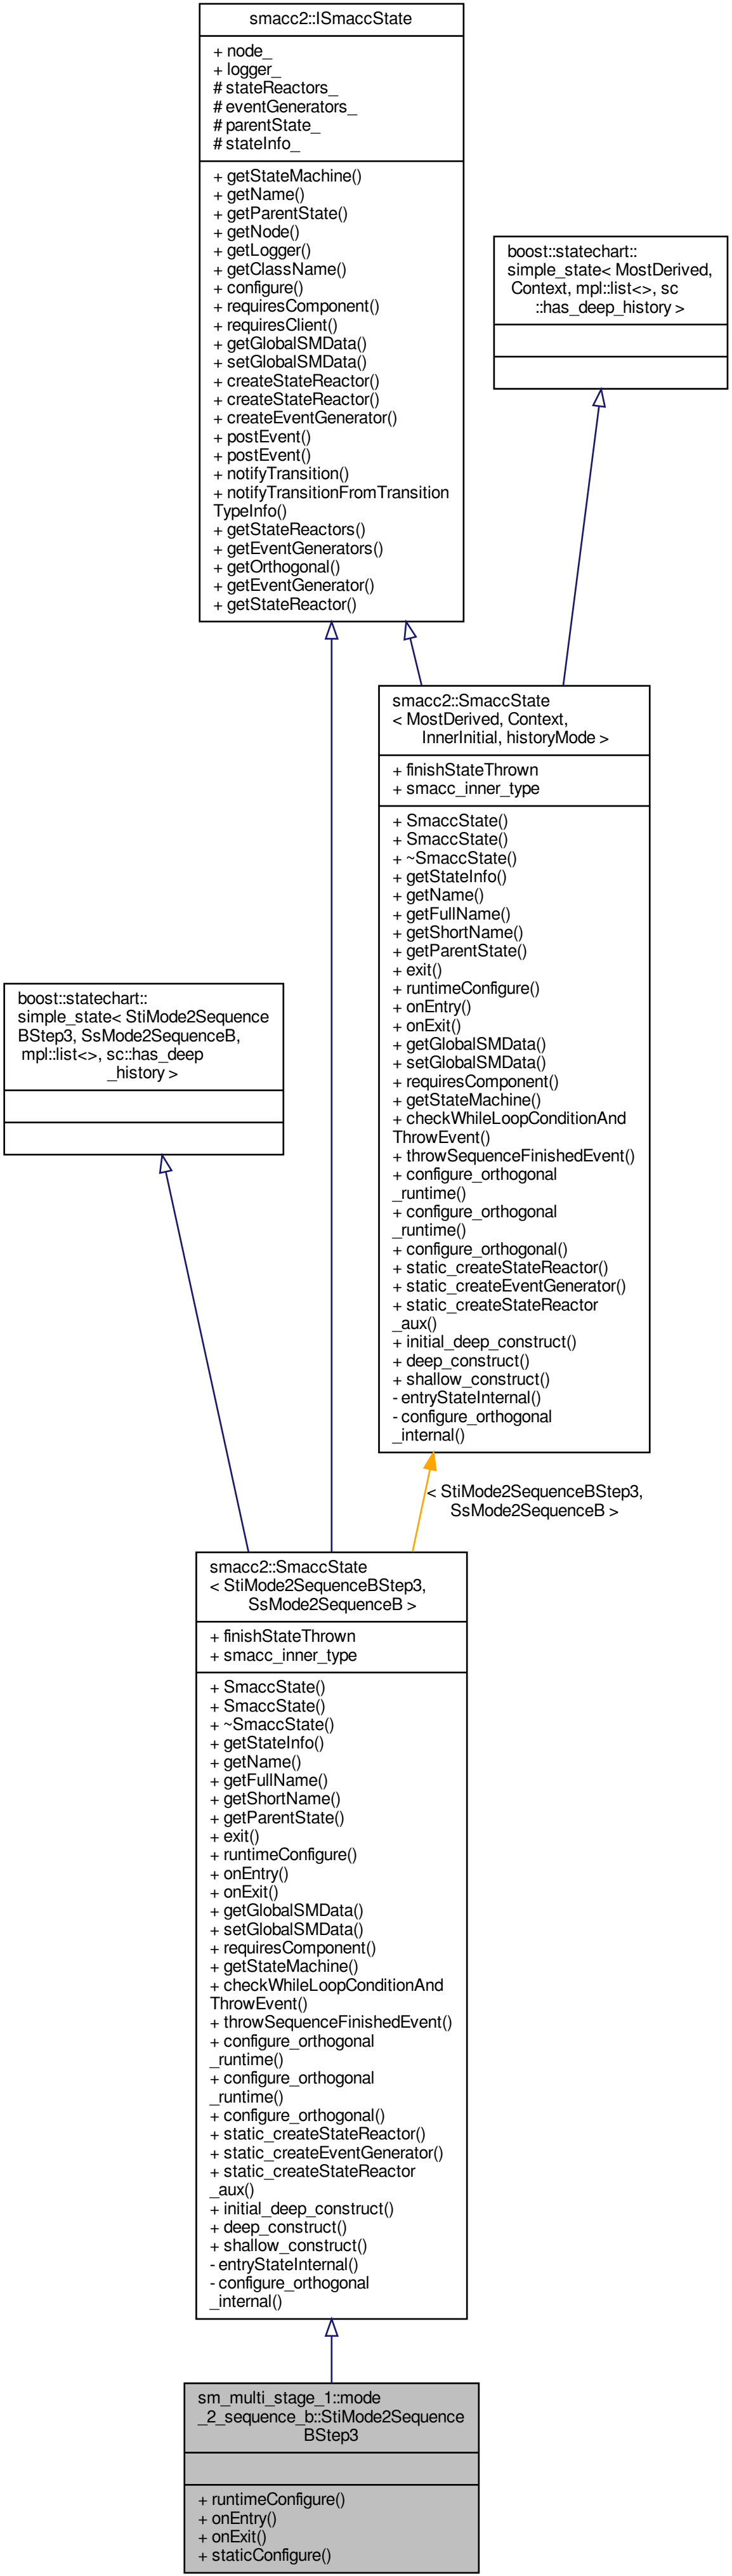 smacc2::ISmaccState
+ node_
+ logger_
# stateReactors_
# eventGenerators_
# parentState_
# stateInfo_
+ getStateMachine()
+ getName()
+ getParentState()
+ getNode()
+ getLogger()
+ getClassName()
+ configure()
+ requiresComponent()
+ requiresClient()
+ getGlobalSMData()
+ setGlobalSMData()
+ createStateReactor()
+ createStateReactor()
+ createEventGenerator()
+ postEvent()
+ postEvent()
+ notifyTransition()
+ notifyTransitionFromTransition
TypeInfo()
+ getStateReactors()
+ getEventGenerators()
+ getOrthogonal()
+ getEventGenerator()
+ getStateReactor()
boost::statechart::
simple_state< MostDerived,
Context, mpl::list<>, sc
::has_deep_history >
smacc2::SmaccState
< MostDerived, Context,
InnerInitial, historyMode >
+ finishStateThrown
+ smacc_inner_type
+ SmaccState()
+ SmaccState()
+ ~SmaccState()
+ getStateInfo()
+ getName()
+ getFullName()
+ getShortName()
+ getParentState()
+ exit()
+ runtimeConfigure()
+ onEntry()
+ onExit()
+ getGlobalSMData()
+ setGlobalSMData()
+ requiresComponent()
+ getStateMachine()
+ checkWhileLoopConditionAnd
ThrowEvent()
+ throwSequenceFinishedEvent()
+ configure_orthogonal
_runtime()
+ configure_orthogonal
_runtime()
+ configure_orthogonal()
+ static_createStateReactor()
+ static_createEventGenerator()
+ static_createStateReactor
_aux()
+ initial_deep_construct()
+ deep_construct()
+ shallow_construct()
- entryStateInternal()
- configure_orthogonal
_internal()
boost::statechart::
simple_state< StiMode2Sequence
BStep3, SsMode2SequenceB,
mpl::list<>, sc::has_deep
_history >
< StiMode2SequenceBStep3,
SsMode2SequenceB >
smacc2::SmaccState
< StiMode2SequenceBStep3,
SsMode2SequenceB >
+ finishStateThrown
+ smacc_inner_type
+ SmaccState()
+ SmaccState()
+ ~SmaccState()
+ getStateInfo()
+ getName()
+ getFullName()
+ getShortName()
+ getParentState()
+ exit()
+ runtimeConfigure()
+ onEntry()
+ onExit()
+ getGlobalSMData()
+ setGlobalSMData()
+ requiresComponent()
+ getStateMachine()
+ checkWhileLoopConditionAnd
ThrowEvent()
+ throwSequenceFinishedEvent()
+ configure_orthogonal
_runtime()
+ configure_orthogonal
_runtime()
+ configure_orthogonal()
+ static_createStateReactor()
+ static_createEventGenerator()
+ static_createStateReactor
_aux()
+ initial_deep_construct()
+ deep_construct()
+ shallow_construct()
- entryStateInternal()
- configure_orthogonal
_internal()
sm_multi_stage_1::mode
_2_sequence_b::StiMode2Sequence
BStep3
+ runtimeConfigure()
+ onEntry()
+ onExit()
+ staticConfigure()